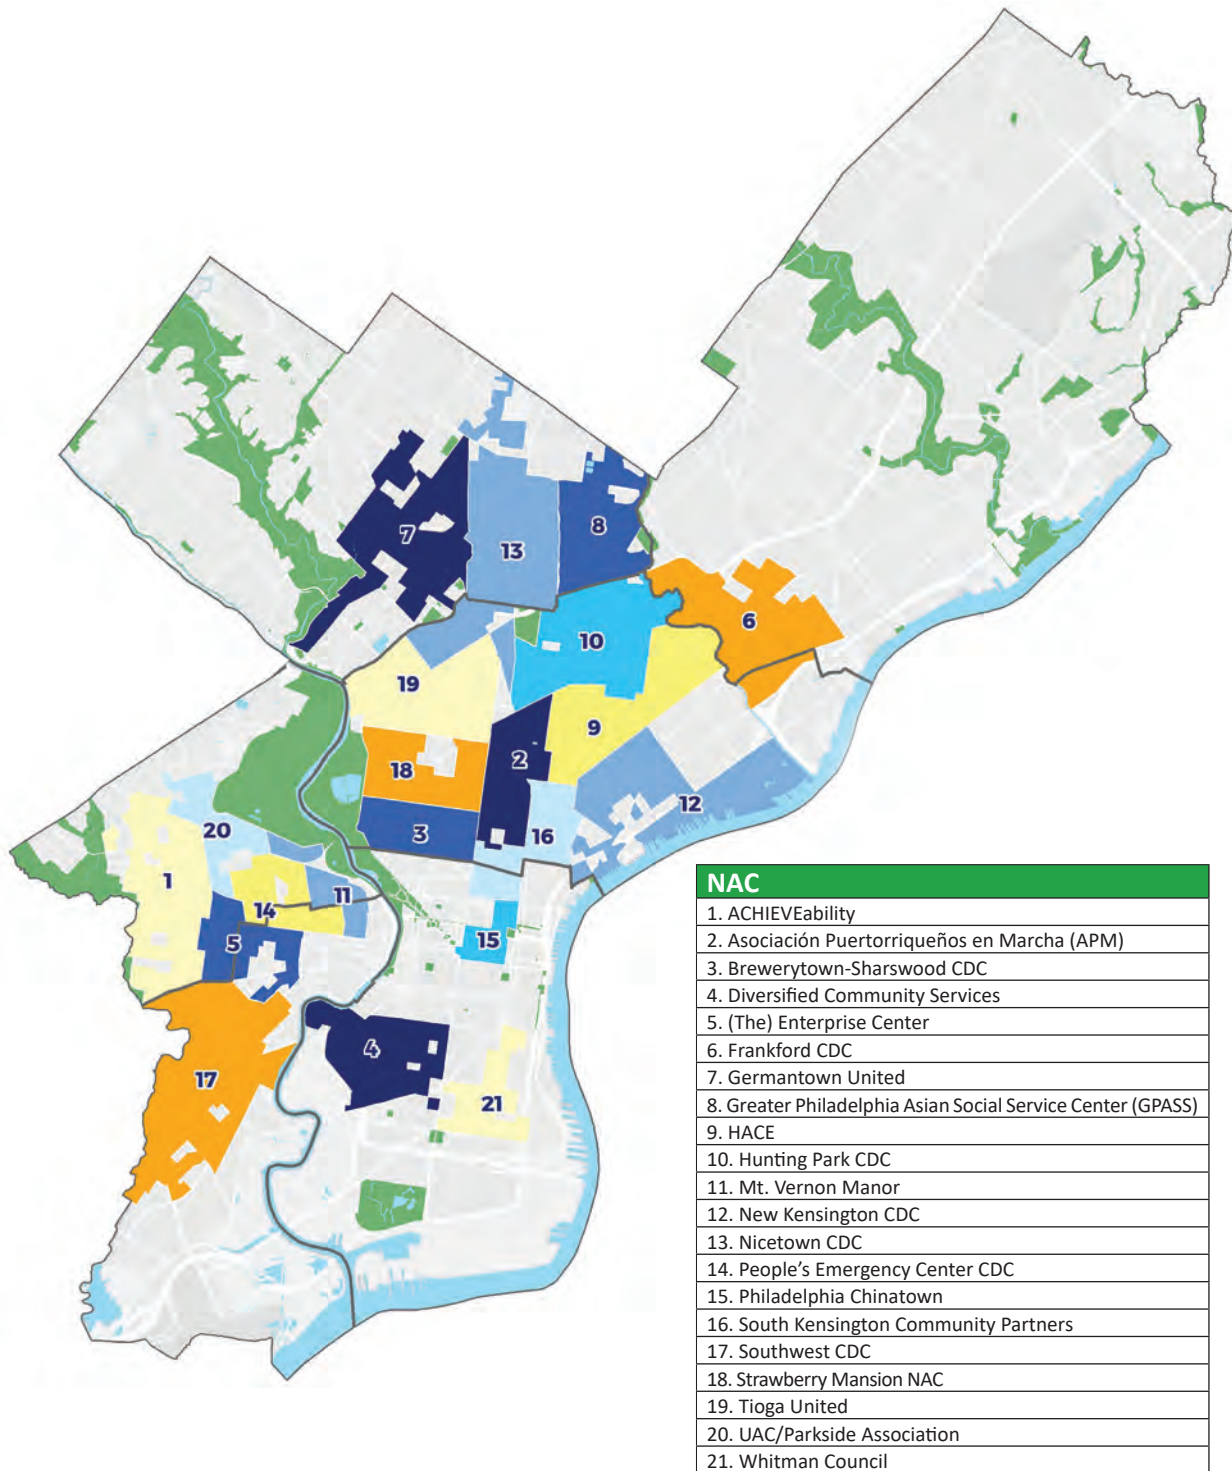 7
13
8
6
10
19
9
2
18
12
3
16
20
1
11
14
5
15
4
17
21
NAC
1. ACHIEVEability
2. Asociación Puertorriqueños en Marcha (APM)
3. Brewerytown-Sharswood CDC
4. Diversified Community Services
5. (The) Enterprise Center
6. Frankford CDC
7. Germantown United
8. Greater Philadelphia Asian Social Service Center (GPASS)
9. HACE
10. Hunting Park CDC
11. Mt. Vernon Manor
12. New Kensington CDC
13. Nicetown CDC
14. People’s Emergency Center CDC
15. Philadelphia Chinatown
16. South Kensington Community Partners
17. Southwest CDC
18. Strawberry Mansion NAC
19. Tioga United
20. UAC/Parkside Association
21. Whitman Council